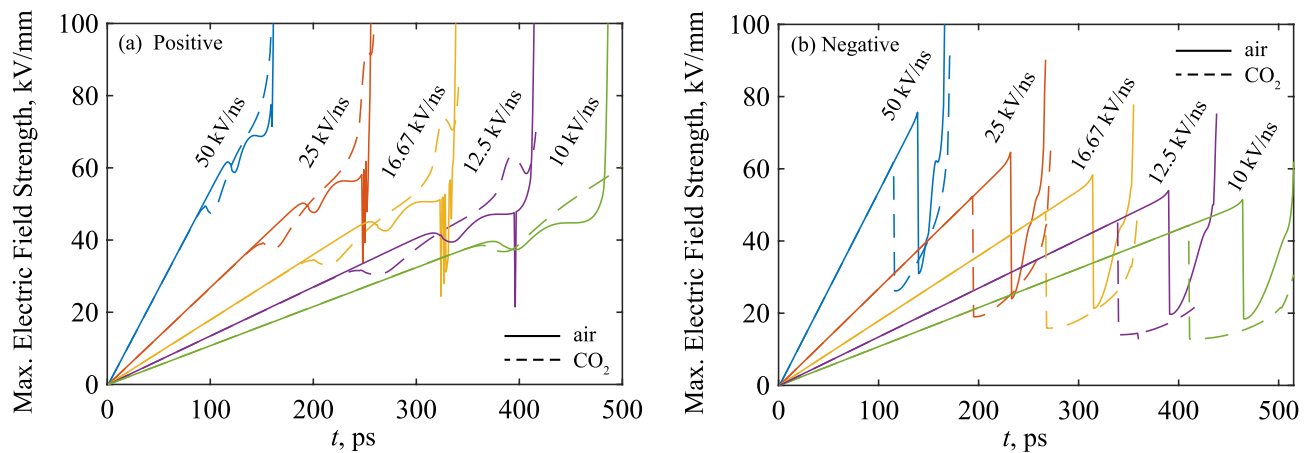 (a) Positive
Max. Electric Field Strength, kV/mm
100
80
60
40
20
0
0 100 200 300 400 500
t, ps
50 kV/ns
25 kV/ns
16.67 kV/ns
12.5 kV/ns
10 kV/ns
air
CO₂
(b) Negative
Max. Electric Field Strength, kV/mm
100
80
60
40
20
0
0 100 200 300 400 500
t, ps
50 kV/ns
25 kV/ns
16.67 kV/ns
12.5 kV/ns
10 kV/ns
air
CO₂